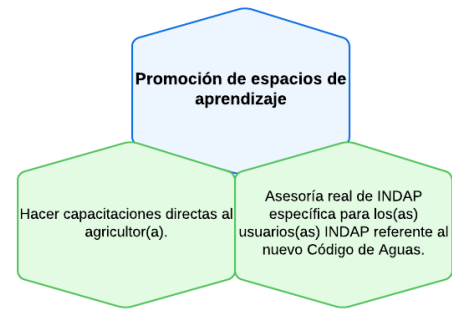 Promoción de espacios de
aprendizaje
Hacer capacitaciones directas al
agricultor(a).
Asesoría real de INDAP
específica para los(as)
usuarios(as) INDAP referente al
nuevo Código de Aguas.